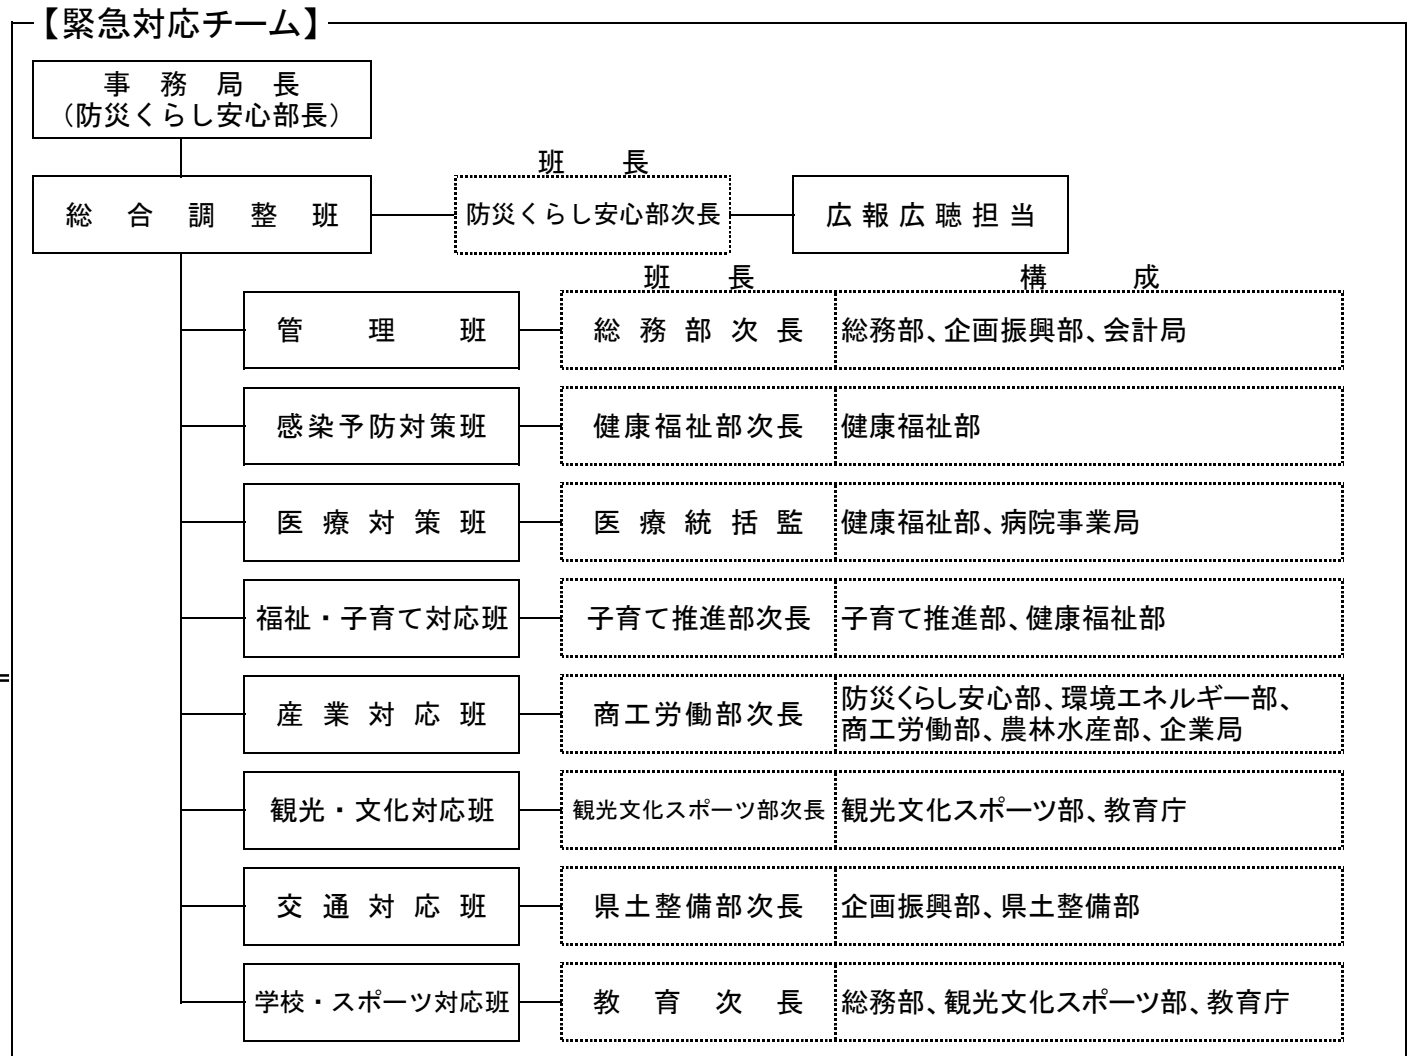 【緊急対応チーム】
事務局長
（防災くらし安心部長）
班長
総合調整班 防災くらし安心部次長 広報広聴担当
班長 構成
管理班 総務部次長 総務部、企画振興部、会計局
感染予防対策班 健康福祉部次長 健康福祉部
医療対策班 医療統括監 健康福祉部、病院事業局
福祉・子育て対応班 子育て推進部次長 子育て推進部、健康福祉部
産業対応班 商工労働部次長 防災くらし安心部、環境エネルギー部、
商工労働部、農林水産部、企業局
観光・文化対応班 観光文化スポーツ部次長 観光文化スポーツ部、教育庁
交通対応班 県土整備部次長 企画振興部、県土整備部
学校・スポーツ対応班 教育次長 総務部、観光文化スポーツ部、教育庁